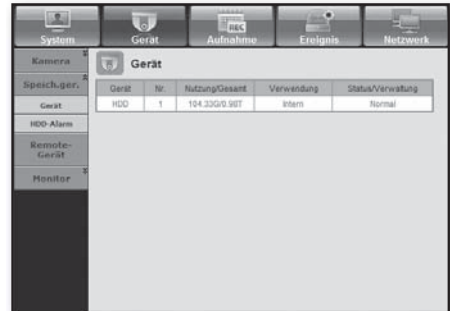 System Gerät Aufnahme Ereignis Netzwerk
REC
Kamera
Speich.ger.
Gerät
HDD-Alarm
Remote-
Gerät
Monitor
Gerät
Gerät Nr. Nutzung/Gesamt Verwendung Status/Verwaltung
HDD 1 104.33G/0.98T Intern Normal